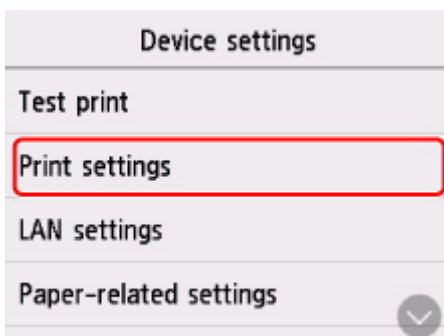 Device settings
Test print
Print settings
LAN settings
Paper-related settings